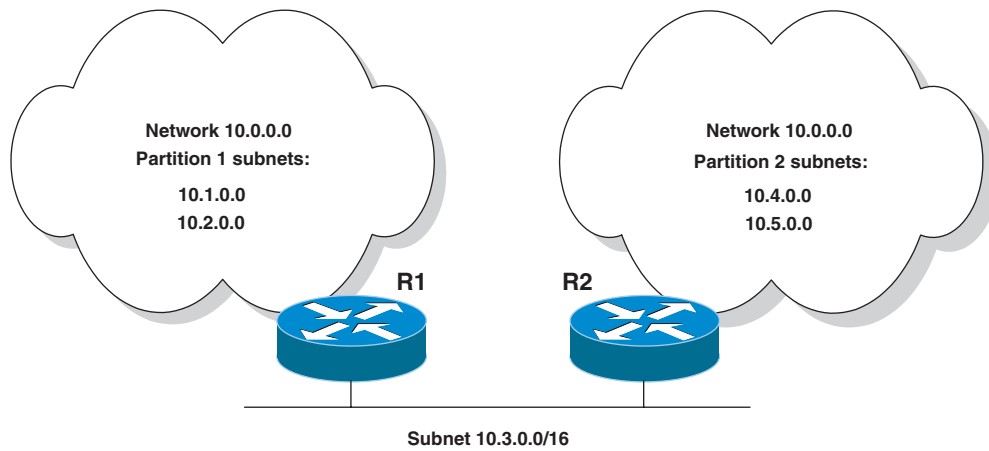 Network 10.0.0.0
Partition 1 subnets:
10.1.0.0
10.2.0.0
Network 10.0.0.0
Partition 2 subnets:
10.4.0.0
10.5.0.0
R1
R2
Subnet 10.3.0.0/16